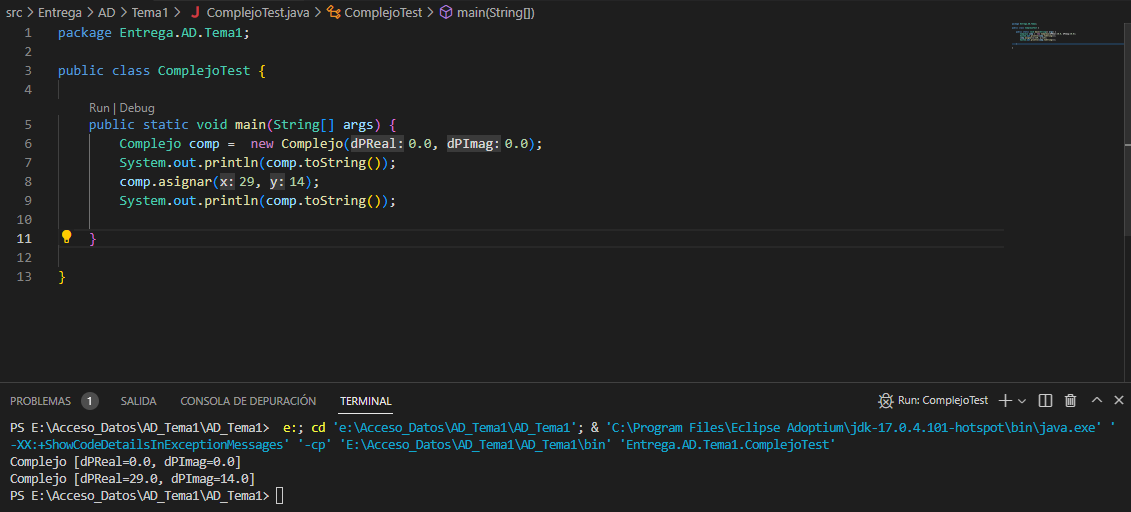 src > Entrega > AD > Tema1 > J ComplejoTest.java > ComplejoTest > main(String[])
1 package Entrega.AD.Tema1;
2
3 public class ComplejoTest {
4
Run | Debug
5 public static void main(String[] args) {
6 Complejo comp =  new Complejo(dPReal: 0.0, dPImag: 0.0);
7 System.out.println(comp.toString());
8 comp.asignar(x: 29, y: 14);
9 System.out.println(comp.toString());
10
11 }
12
13 }
PROBLEMAS 1 SALIDA CONSOLA DE DEPURACIÓN TERMINAL Run: ComplejoTest
PS E:\Acceso_Datos\AD_Tema1\AD_Tema1>  e:; cd 'e:\Acceso_Datos\AD_Tema1\AD_Tema1'; & 'C:\Program Files\Eclipse Adoptium\jdk-17.0.4.101-hotspot\bin\java.exe' '
-XX:+ShowCodeDetailsInExceptionMessages' '-cp' 'E:\Acceso_Datos\AD_Tema1\AD_Tema1\bin' 'Entrega.AD.Tema1.ComplejoTest'
Complejo [dPReal=0.0, dPImag=0.0]
Complejo [dPReal=29.0, dPImag=14.0]
PS E:\Acceso_Datos\AD_Tema1\AD_Tema1>